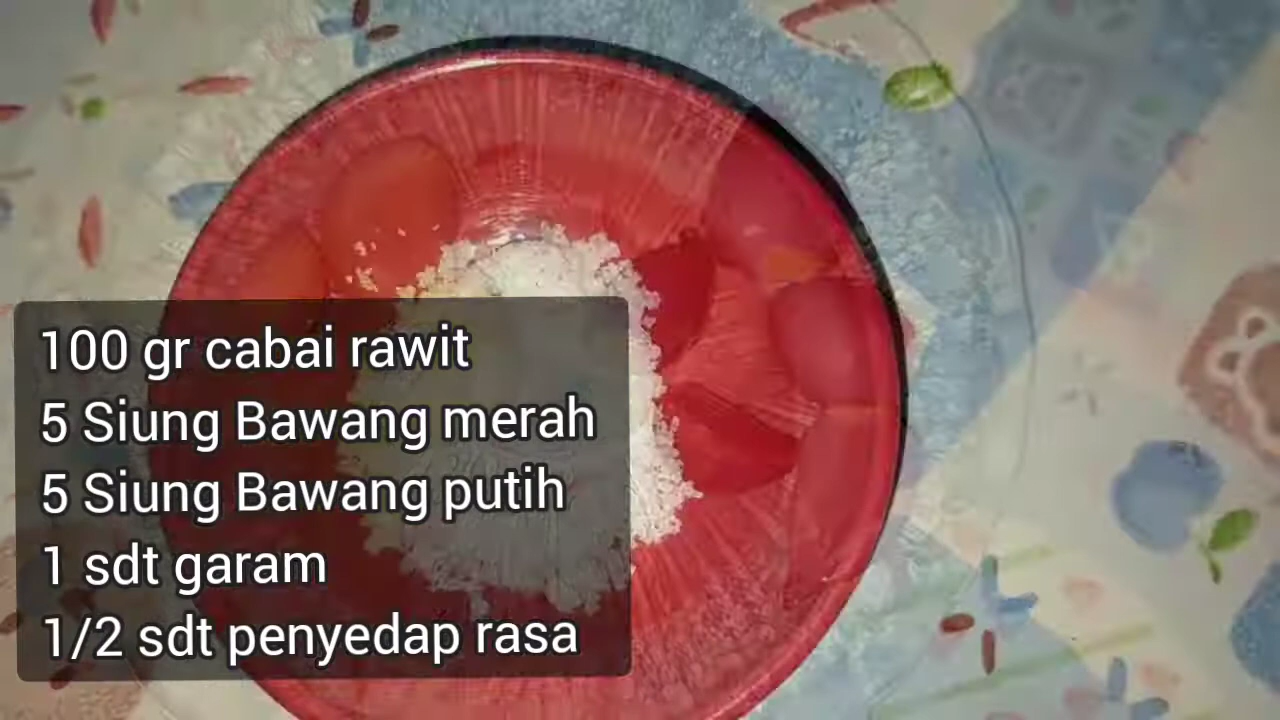 100 gr cabai rawit
5 Siung Bawang merah
5 Siung Bawang putih
1 sdt garam
1/2 sdt penyedap rasa